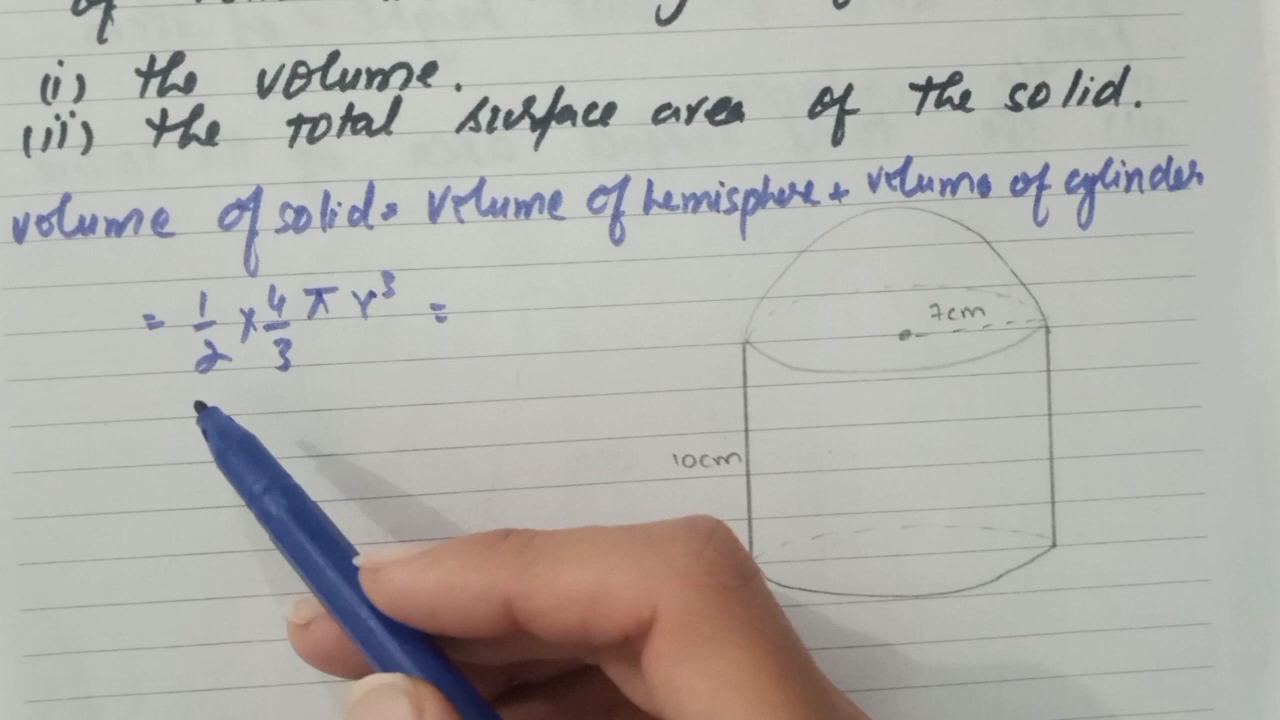 of
(i) the volume.
(ii) the total surface area of the solid.
volume of solid = volume of hemisphere + volume of cylinder
= 1/2 × 4/3 π r³ =
7cm
10cm